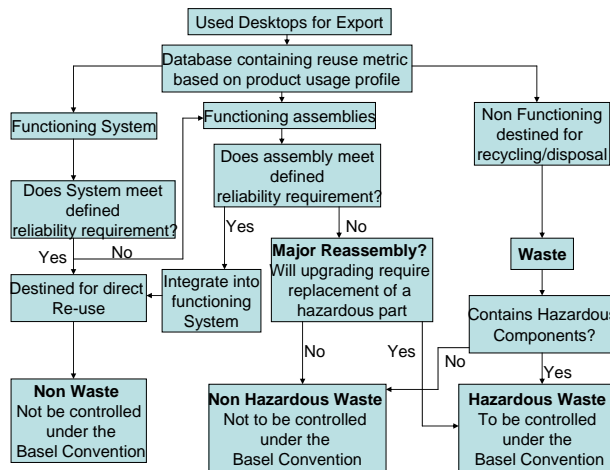 Used Desktops for Export
Database containing reuse metric
based on product usage profile
Functioning System
Functioning assemblies
Non Functioning
destined for
recycling/disposal
Does System meet
defined
reliability requirement?
Does assembly meet
defined
reliability requirement?
Yes
No
Yes
No
Destined for direct
Re-use
Integrate into
functioning
System
Major Reassembly?
Will upgrading require
replacement of a
hazardous part
Waste
Contains Hazardous
Components?
No
Yes
No
Yes
Non Waste
Not be controlled
under the
Basel Convention
Non Hazardous Waste
Not to be controlled
under the
Basel Convention
Hazardous Waste
To be controlled
under the
Basel Convention